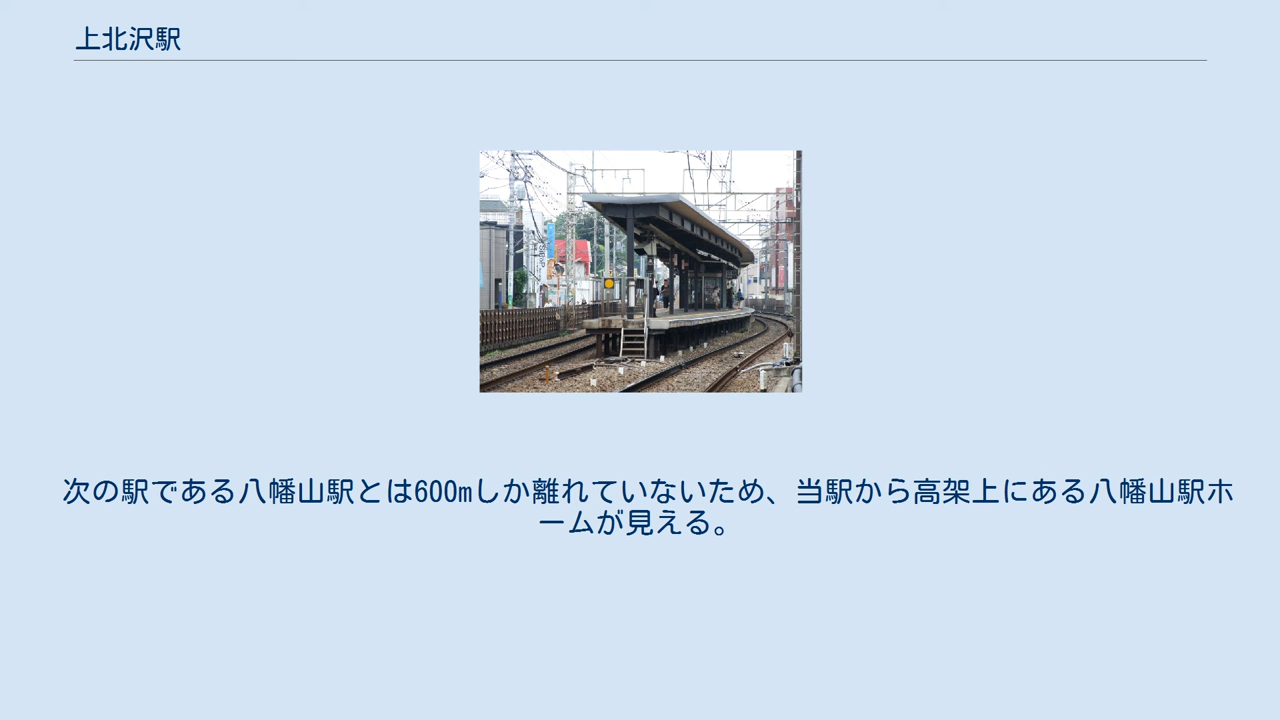 上北沢駅
次の駅である八幡山駅とは600mしか離れていないため、当駅から高架上にある八幡山駅ホ
ームが見える。